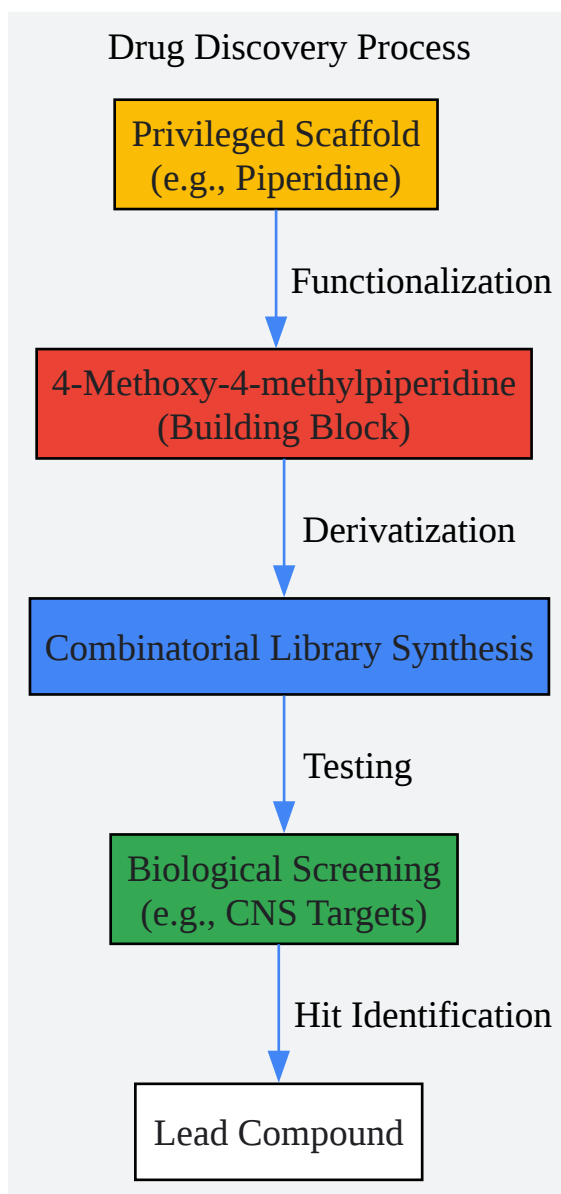 Drug Discovery Process
Privileged Scaffold
(e.g., Piperidine)
Functionalization
4-Methoxy-4-methylpiperidine
(Building Block)
Derivatization
Combinatorial Library Synthesis
Testing
Biological Screening
(e.g., CNS Targets)
Hit Identification
Lead Compound